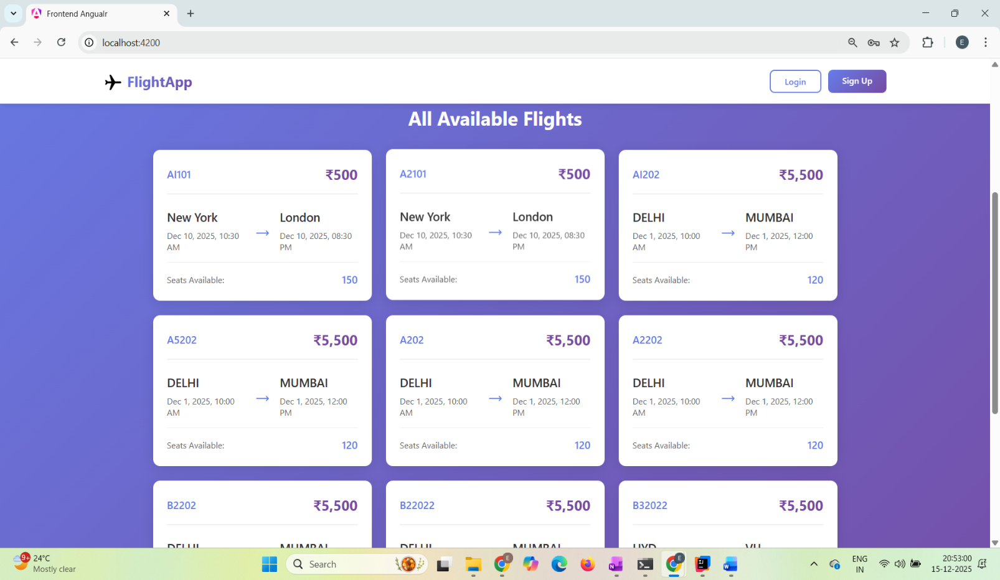 Frontend Angualr
localhost:4200
E
FlightApp
Login
Sign Up
All Available Flights
AI101
₹500
New York
London
Dec 10, 2025, 10:30
AM
Dec 10, 2025, 08:30
PM
Seats Available:
150
A2101
₹500
New York
London
Dec 10, 2025, 10:30
AM
Dec 10, 2025, 08:30
PM
Seats Available:
150
AI202
₹5,500
DELHI
MUMBAI
Dec 1, 2025, 10:00
AM
Dec 1, 2025, 12:00
PM
Seats Available:
120
A5202
₹5,500
DELHI
MUMBAI
Dec 1, 2025, 10:00
AM
Dec 1, 2025, 12:00
PM
Seats Available:
120
A202
₹5,500
DELHI
MUMBAI
Dec 1, 2025, 10:00
AM
Dec 1, 2025, 12:00
PM
Seats Available:
120
A2202
₹5,500
DELHI
MUMBAI
Dec 1, 2025, 10:00
AM
Dec 1, 2025, 12:00
PM
Seats Available:
120
B2202
₹5,500
DELHI
MUMBAI
B22022
₹5,500
DELHI
MUMBAI
B32022
₹5,500
HYD
9+
24°C
Mostly clear
Search
E
E
ENG
IN
20:53:00
15-12-2025